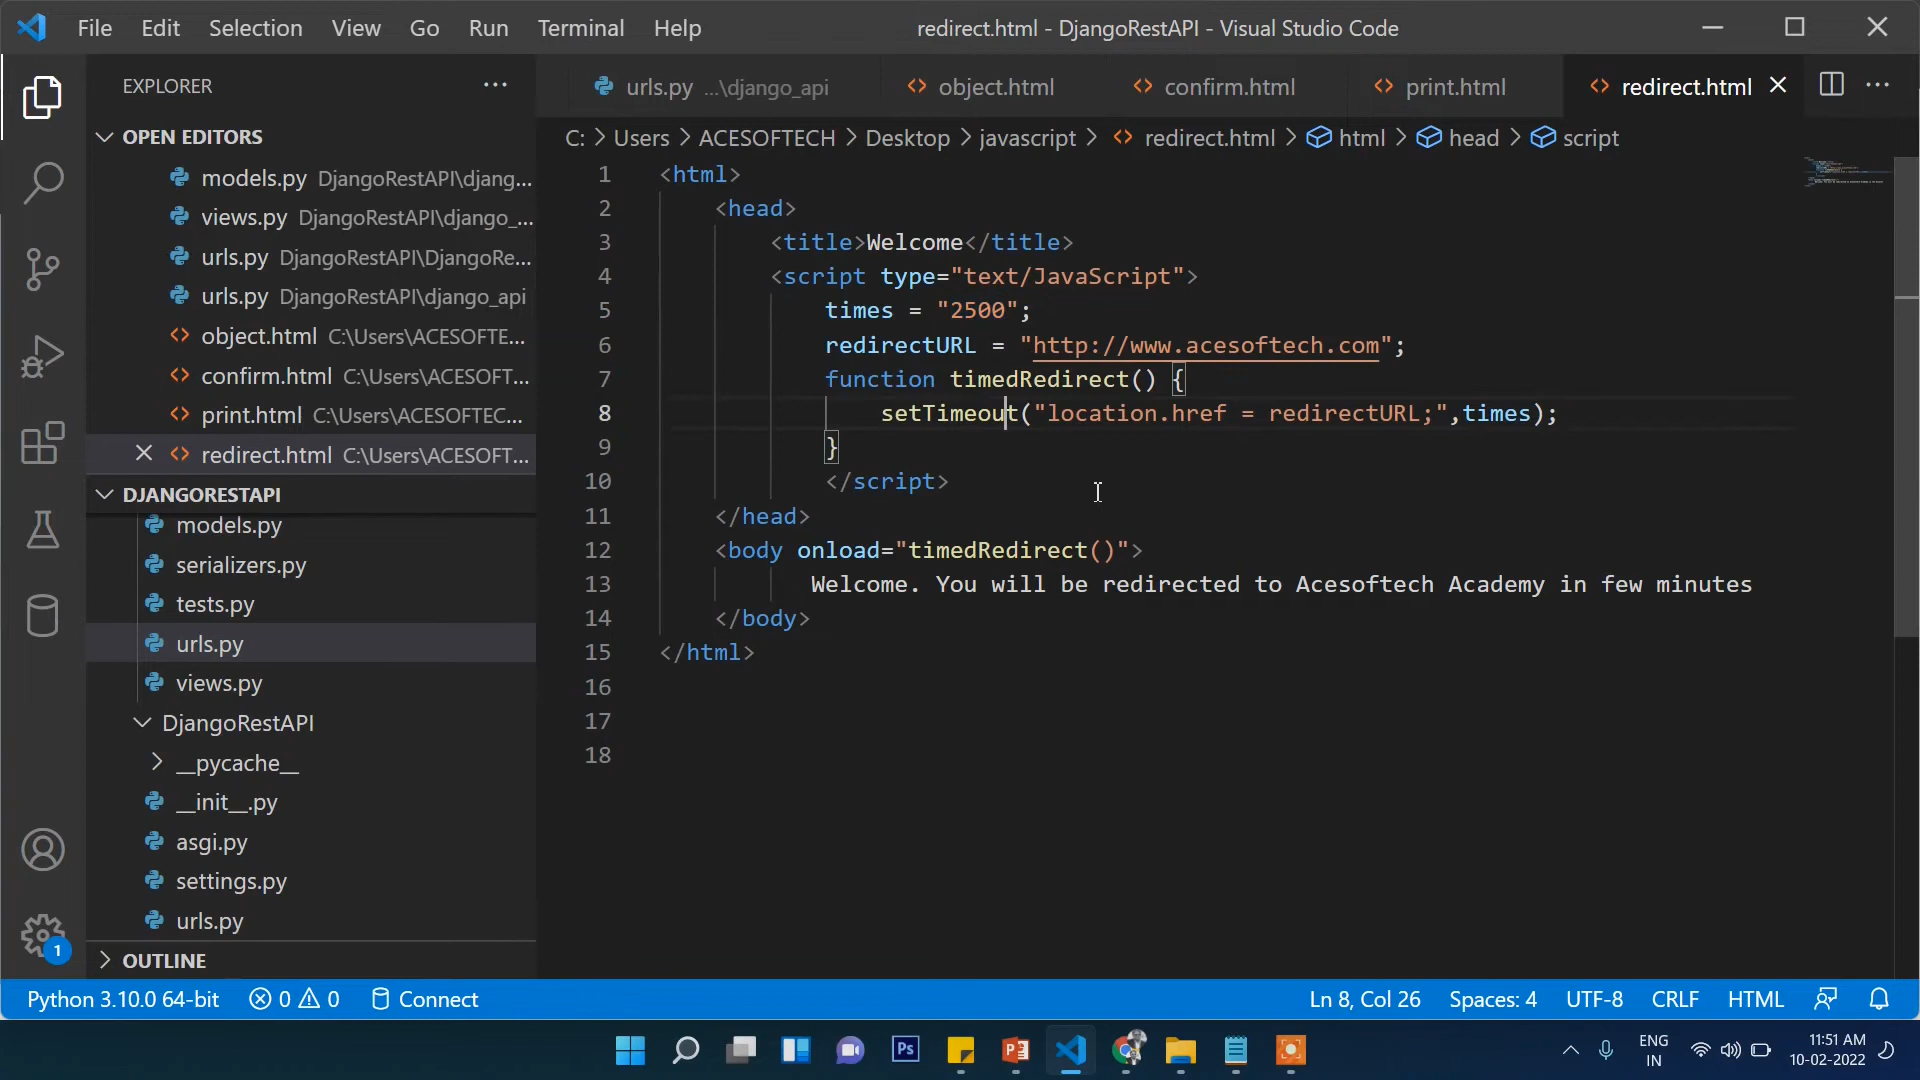 File Edit Selection View Go Run Terminal Help
redirect.html - DjangoRestAPI - Visual Studio Code
EXPLORER
OPEN EDITORS
models.py DjangoRestAPI\djang...
views.py DjangoRestAPI\django_...
urls.py DjangoRestAPI\DjangoRe...
urls.py DjangoRestAPI\django_api
object.html C:\Users\ACESOFTE...
confirm.html C:\Users\ACESOFT...
print.html C:\Users\ACESOFTEC...
redirect.html C:\Users\ACESOFT...
DJANGORESTAPI
models.py
serializers.py
tests.py
urls.py
views.py
DjangoRestAPI
__pycache__
__init__.py
asgi.py
settings.py
urls.py
OUTLINE
urls.py ...\django_api object.html confirm.html print.html redirect.html
C: > Users > ACESOFTECH > Desktop > javascript > redirect.html > html > head > script
1 <html>
2 <head>
3 <title>Welcome</title>
4 <script type="text/JavaScript">
5 times = "2500";
6 redirectURL = "http://www.acesoftech.com";
7 function timedRedirect() {
8 setTimeout("location.href = redirectURL;",times);
9 }
10 </script>
11 </head>
12 <body onload="timedRedirect()">
13 Welcome. You will be redirected to Acesoftech Academy in few minutes
14 </body>
15 </html>
16
17
18
1
Python 3.10.0 64-bit 0 0 Connect
Ln 8, Col 26 Spaces: 4 UTF-8 CRLF HTML
Ps
P
ENG
IN
11:51 AM
10-02-2022